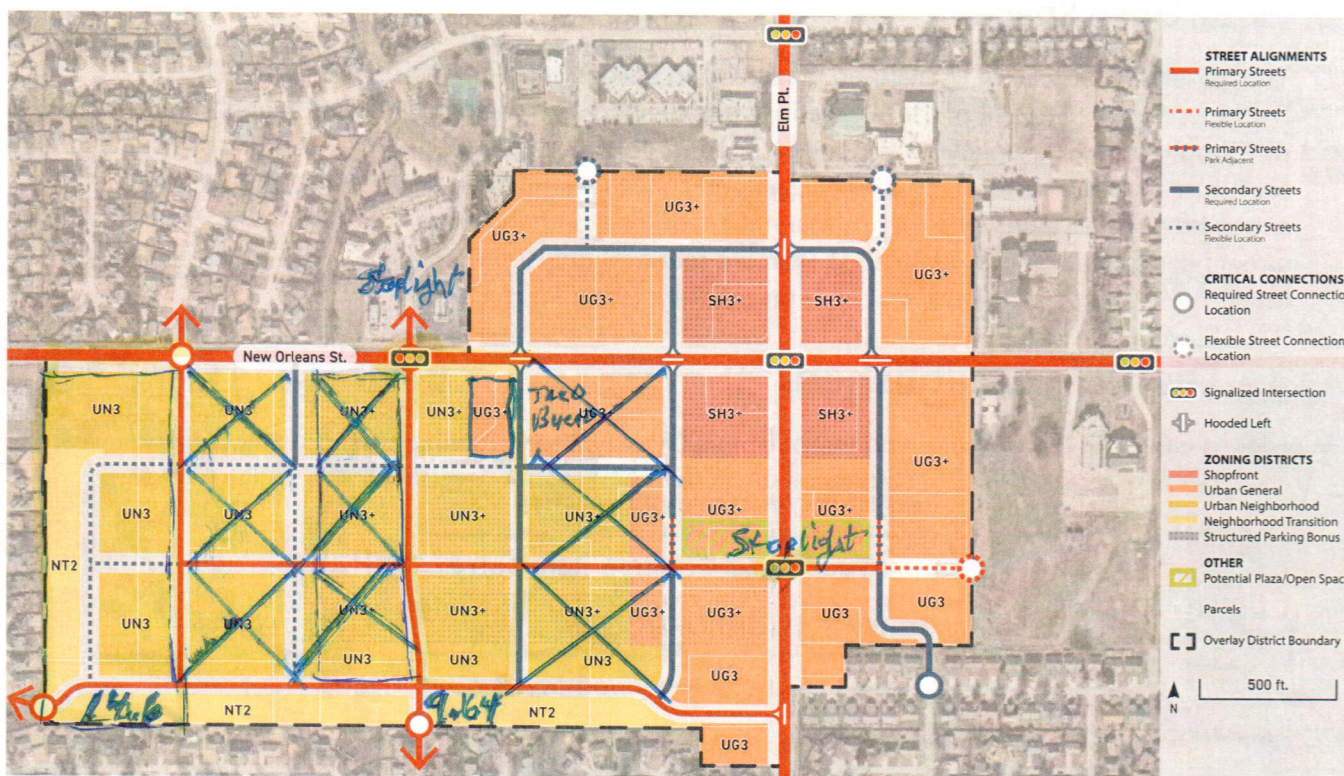 Elm Pl.
UG3+
UG3+
UG3+
UG3+
SH3+
SH3+
Stoplight
New Orleans St.
UN3
UN3
UN3+
UN3+
UG3+
UG3+
SH3+
SH3+
UG3+
UN3
UN3
UN3+
UN3+
UN3+
UG3+
UG3+
UG3+
Stoplight
NT2
UN3
UN3
UN3+
UN3+
UN3+
UG3+
UG3+
UG3
UG3
UN3
UN3
UN3
UG3
NT2
9.64
NT2
UG3
STREET ALIGNMENTS
Primary Streets
Required Location
Primary Streets
Flexible Location
Primary Streets
Park Adjacent
Secondary Streets
Required Location
Secondary Streets
Flexible Location
CRITICAL CONNECTIONS
Required Street Connectio
Location
Flexible Street Connection
Location
Signalized Intersection
Hooded Left
ZONING DISTRICTS
Shopfront
Urban General
Urban Neighborhood
Neighborhood Transition
Structured Parking Bonus
OTHER
Potential Plaza/Open Spac
Parcels
Overlay District Boundary
N
500 ft.